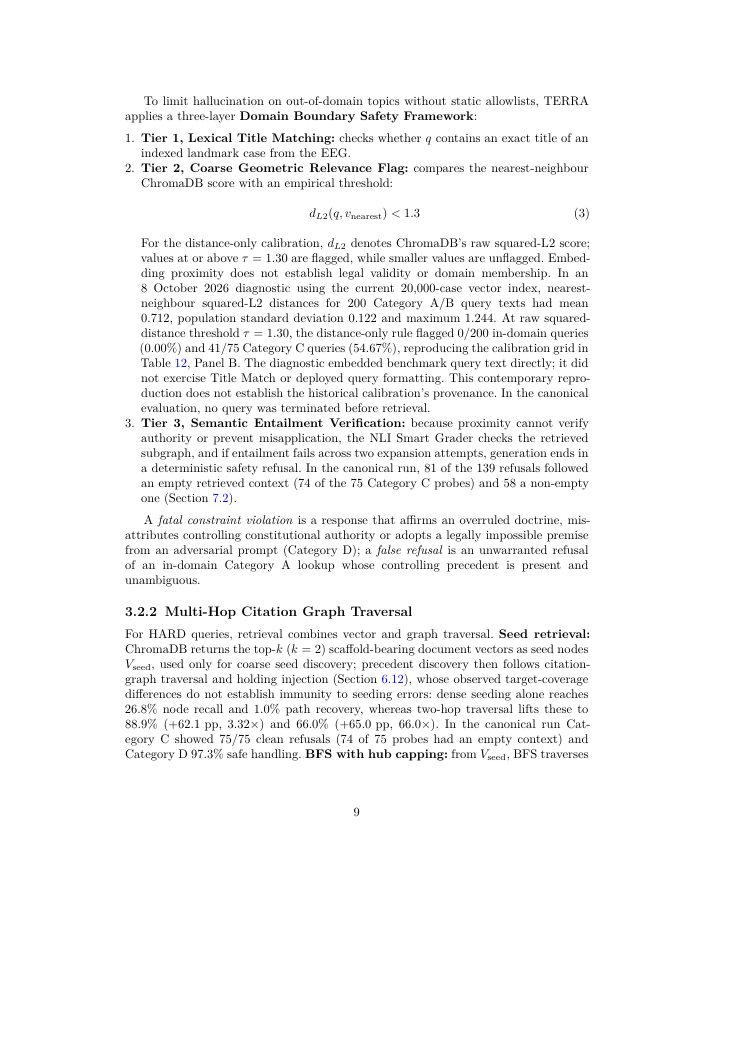 To limit hallucination on out-of-domain topics without static allowlists, TERRA
applies a three-layer Domain Boundary Safety Framework:
1. Tier 1, Lexical Title Matching: checks whether q contains an exact title of an
indexed landmark case from the EEG.
2. Tier 2, Coarse Geometric Relevance Flag: compares the nearest-neighbour
ChromaDB score with an empirical threshold:
d_{L2}(q, v_{nearest}) < 1.3 (3)
For the distance-only calibration, d_{L2} denotes ChromaDB's raw squared-L2 score;
values at or above τ = 1.30 are flagged, while smaller values are unflagged. Embed-
ding proximity does not establish legal validity or domain membership. In an
8 October 2026 diagnostic using the current 20,000-case vector index, nearest-
neighbour squared-L2 distances for 200 Category A/B query texts had mean
0.712, population standard deviation 0.122 and maximum 1.244. At raw squared-
distance threshold τ = 1.30, the distance-only rule flagged 0/200 in-domain queries
(0.00%) and 41/75 Category C queries (54.67%), reproducing the calibration grid in
Table 12, Panel B. The diagnostic embedded benchmark query text directly; it did
not exercise Title Match or deployed query formatting. This contemporary repro-
duction does not establish the historical calibration's provenance. In the canonical
evaluation, no query was terminated before retrieval.
3. Tier 3, Semantic Entailment Verification: because proximity cannot verify
authority or prevent misapplication, the NLI Smart Grader checks the retrieved
subgraph, and if entailment fails across two expansion attempts, generation ends in
a deterministic safety refusal. In the canonical run, 81 of the 139 refusals followed
an empty retrieved context (74 of the 75 Category C probes) and 58 a non-empty
one (Section 7.2).
A fatal constraint violation is a response that affirms an overruled doctrine, mis-
attributes controlling constitutional authority or adopts a legally impossible premise
from an adversarial prompt (Category D); a false refusal is an unwarranted refusal
of an in-domain Category A lookup whose controlling precedent is present and
unambiguous.
3.2.2 Multi-Hop Citation Graph Traversal
For HARD queries, retrieval combines vector and graph traversal. Seed retrieval:
ChromaDB returns the top-k (k = 2) scaffold-bearing document vectors as seed nodes
V_{seed}, used only for coarse seed discovery; precedent discovery then follows citation-
graph traversal and holding injection (Section 6.12), whose observed target-coverage
differences do not establish immunity to seeding errors: dense seeding alone reaches
26.8% node recall and 1.0% path recovery, whereas two-hop traversal lifts these to
88.9% (+62.1 pp, 3.32×) and 66.0% (+65.0 pp, 66.0×). In the canonical run Cat-
egory C showed 75/75 clean refusals (74 of 75 probes had an empty context) and
Category D 97.3% safe handling. BFS with hub capping: from V_{seed}, BFS traverses
9